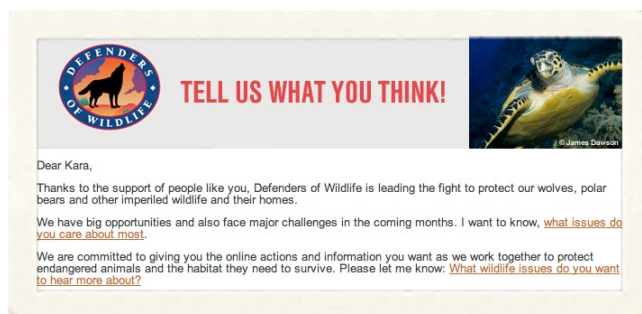 DEFENDERS
OF WILDLIFE
TELL US WHAT YOU THINK!
© James Dawson
Dear Kara,
Thanks to the support of people like you, Defenders of Wildlife is leading the fight to protect our wolves, polar
bears and other imperiled wildlife and their homes.
We have big opportunities and also face major challenges in the coming months. I want to know, what issues do
you care about most.
We are committed to giving you the online actions and information you want as we work together to protect
endangered animals and the habitat they need to survive. Please let me know: What wildlife issues do you want
to hear more about?